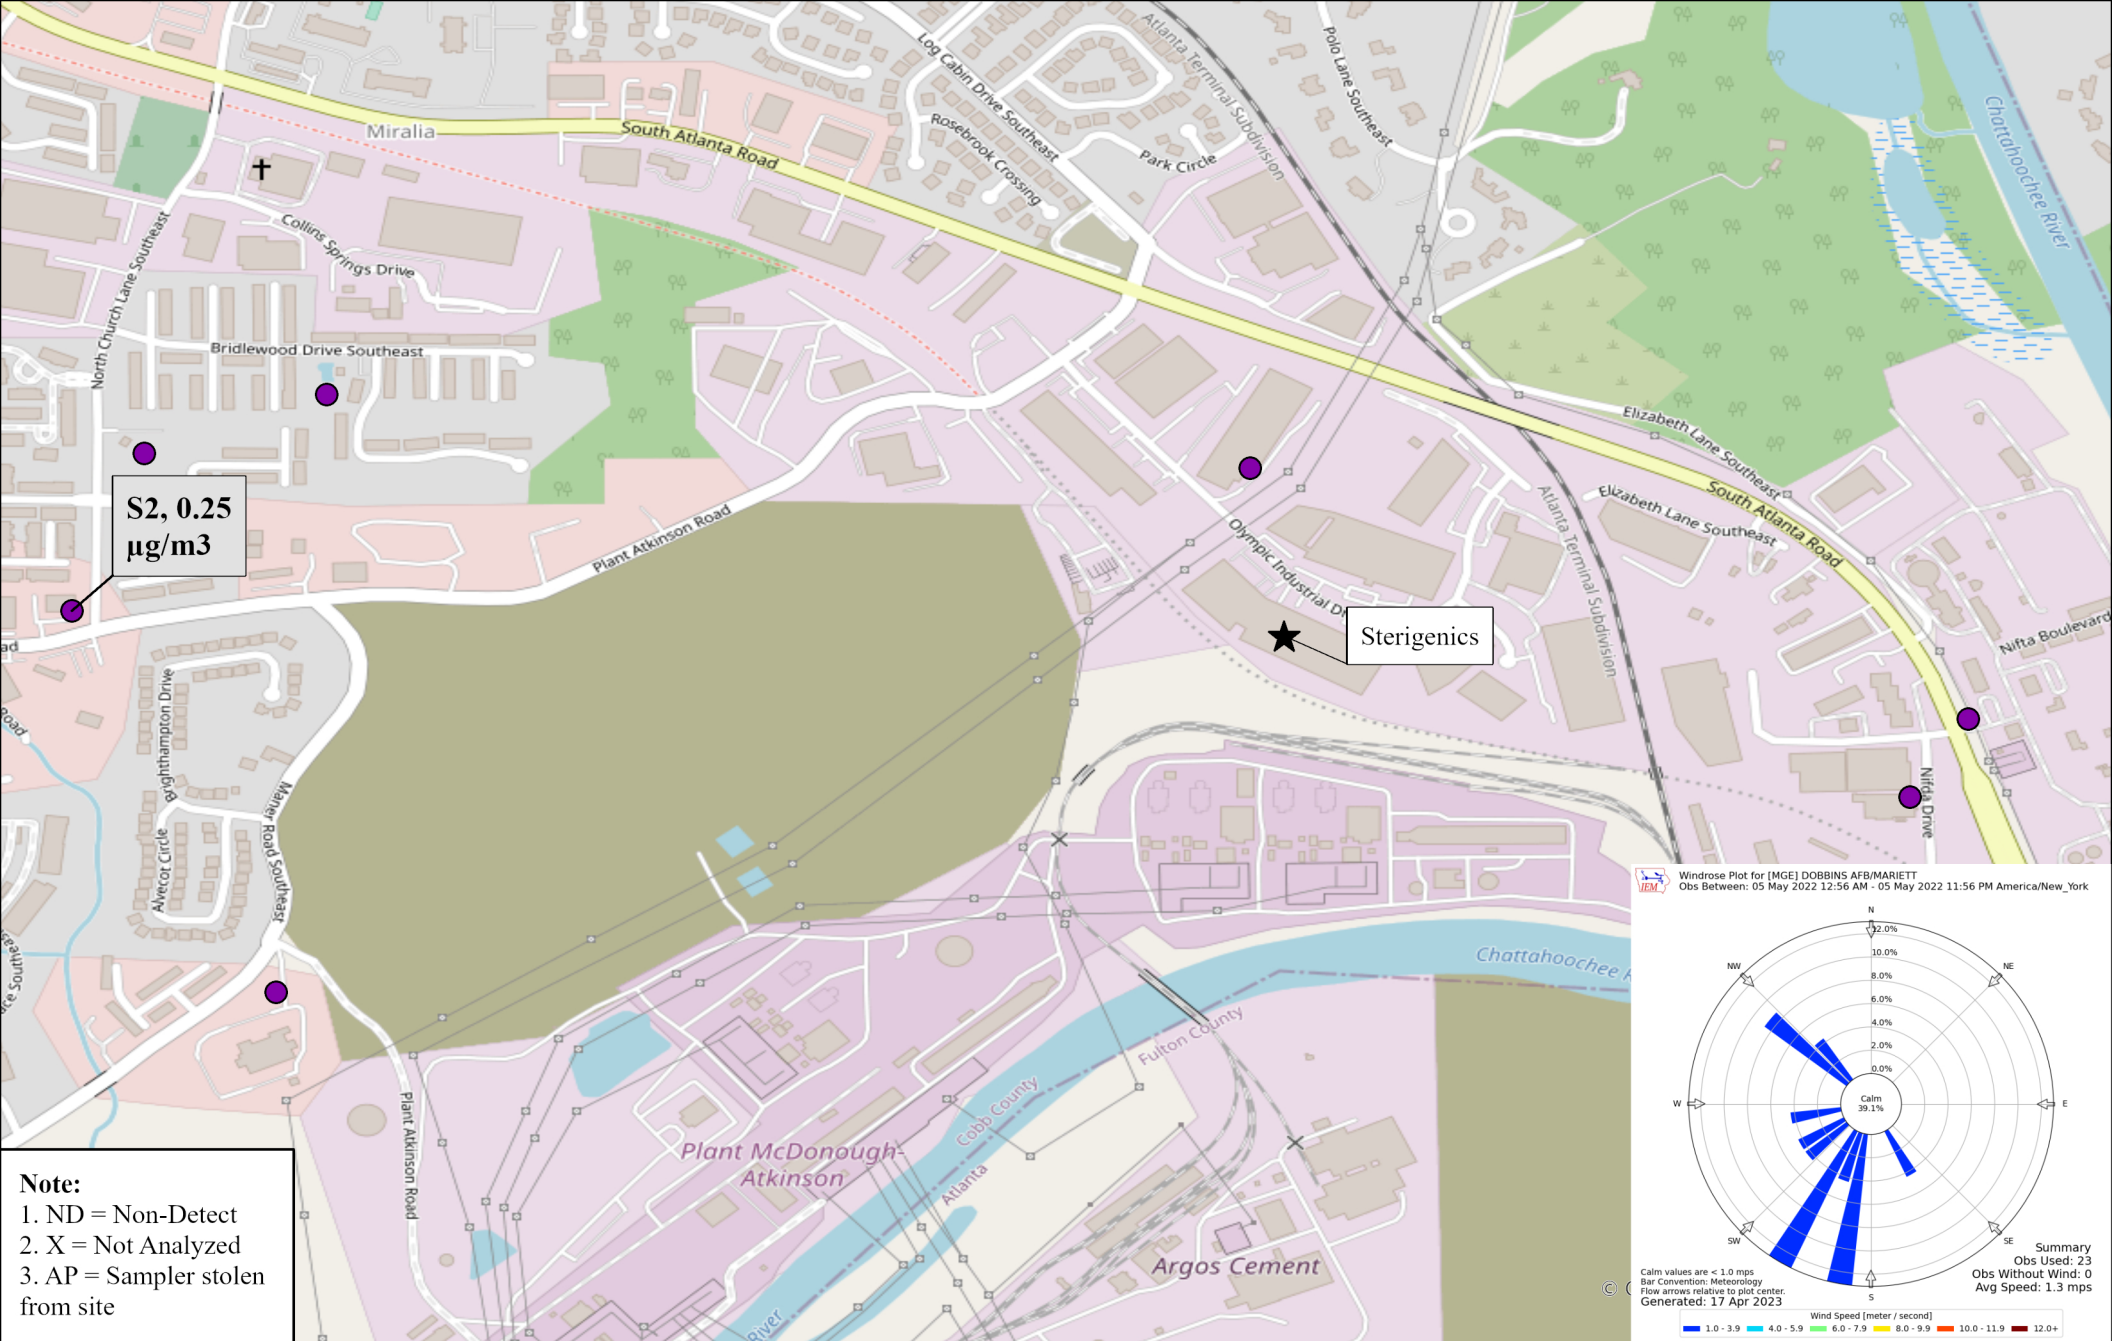 Miralia
South Atlanta Road
Log Cabin Drive Southeast
Rosebrook Crossing
Park Circle
Atlanta Terminal Subdivision
Polo Lane Southeast
Chattahoochee River
Collins Springs Drive
North Church Lane Southeast
Bridlewood Drive Southeast
S2, 0.25
µg/m3
Plant Atkinson Road
Olympic Industrial Dr
Sterigenics
Elizabeth Lane Southeast
Elizabeth Lane Southeast
South Atlanta Road
Atlanta Terminal Subdivision
Nifta Boulevard
Nifda Drive
ad
Road
Brighthampton Drive
Alvecot Circle
Maner Road Southeast
ace Southeast
Plant Atkinson Road
Chattahoochee R
Fulton County
Cobb County
Atlanta
River
Plant McDonough-
Atkinson
Argos Cement
©
Note:
1. ND = Non-Detect
2. X = Not Analyzed
3. AP = Sampler stolen
from site
IEM
Windrose Plot for [MGE] DOBBINS AFB/MARIETT
Obs Between: 05 May 2022 12:56 AM - 05 May 2022 11:56 PM America/New_York
N
NE
E
SE
S
SW
W
NW
12.0%
10.0%
8.0%
6.0%
4.0%
2.0%
0.0%
Calm
39.1%
Summary
Obs Used: 23
Obs Without Wind: 0
Avg Speed: 1.3 mps
Calm values are < 1.0 mps
Bar Convention: Meteorology
Flow arrows relative to plot center.
Generated: 17 Apr 2023
Wind Speed [meter / second]
1.0 - 3.9 4.0 - 5.9 6.0 - 7.9 8.0 - 9.9 10.0 - 11.9 12.0+